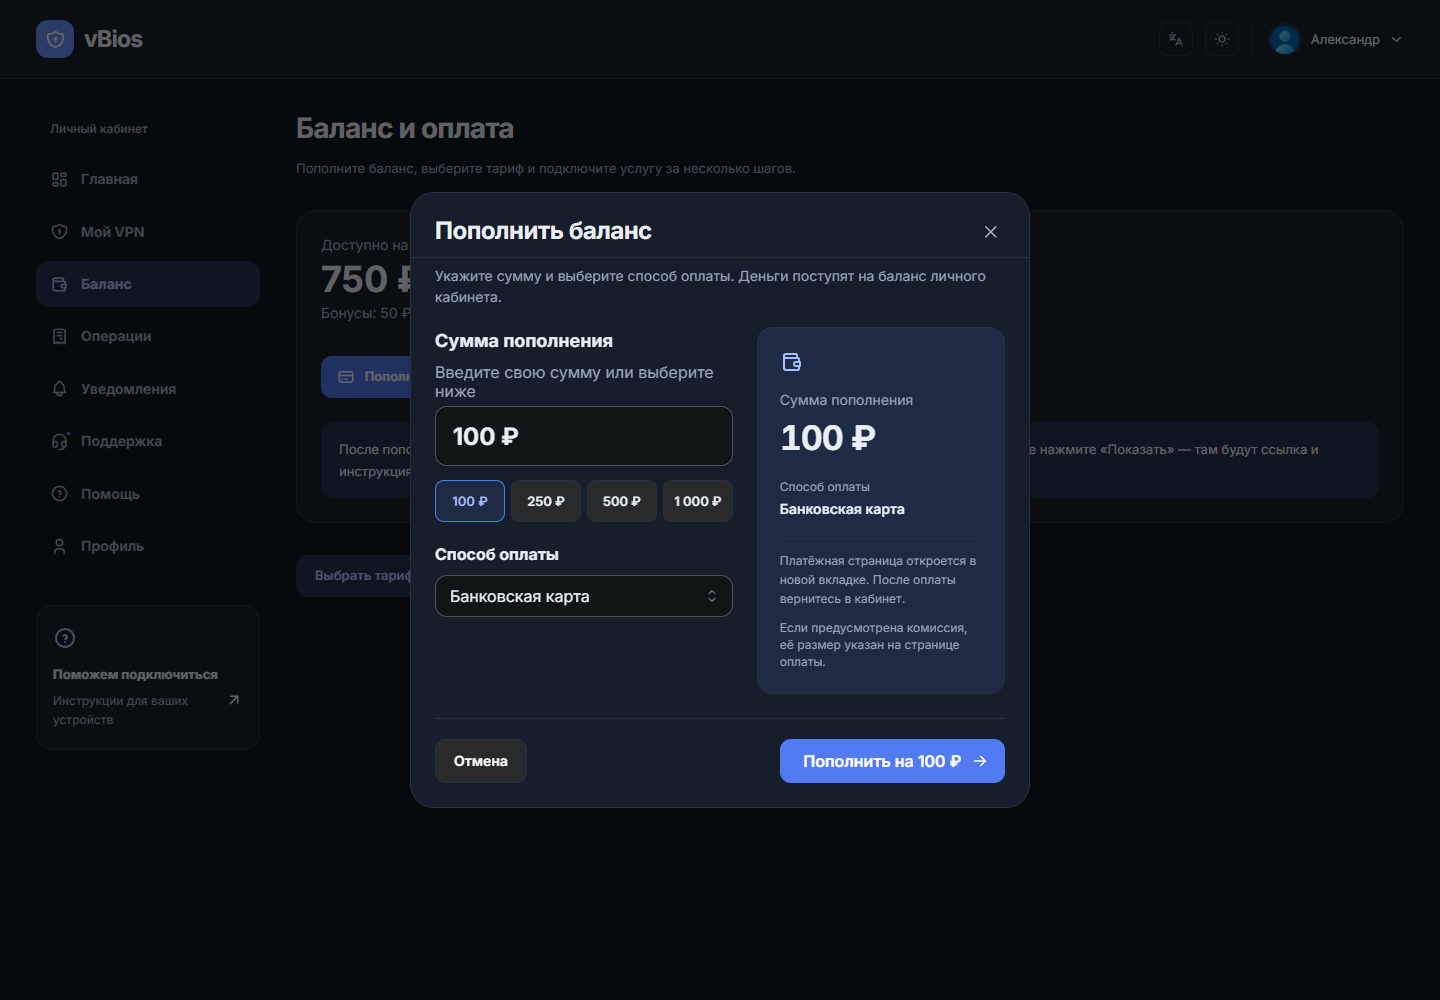 vBios
Александр
Личный кабинет
Главная
Мой VPN
Баланс
Операции
Уведомления
Поддержка
Помощь
Профиль
Поможем подключиться
Инструкции для ваших
устройств
Баланс и оплата
Пополните баланс, выберите тариф и подключите услугу за несколько шагов.
Доступно на
750 ₽
Бонусы: 50 ₽
После
нажмите «Показать» — там будут ссылка и
Выбрать
Пополнить баланс
Укажите сумму и выберите способ оплаты. Деньги поступят на баланс личного
кабинета.
Сумма пополнения
Введите свою сумму или выберите
ниже
100 ₽
100 ₽
250 ₽
500 ₽
1 000 ₽
Способ оплаты
Банковская карта
Сумма пополнения
100 ₽
Способ оплаты
Банковская карта
Платёжная страница откроется в
новой вкладке. После оплаты
вернитесь в кабинет.
Если предусмотрена комиссия,
её размер указан на странице
оплаты.
Отмена
Пополнить на 100 ₽